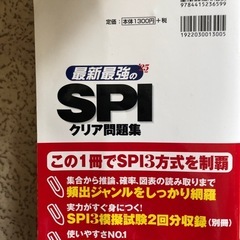 定価 本体1300円 +税
9784415236599
1922030013005
最新最強の
'25
SPI
クリア問題集
この1冊でSPI3方式を制覇
集合から推論、確率、図表の読み取りまで
頻出ジャンルをしっかり網羅
実力がすぐ身につく!
SPI3模擬試験2回分収録(別冊)
使いやすさNO.1